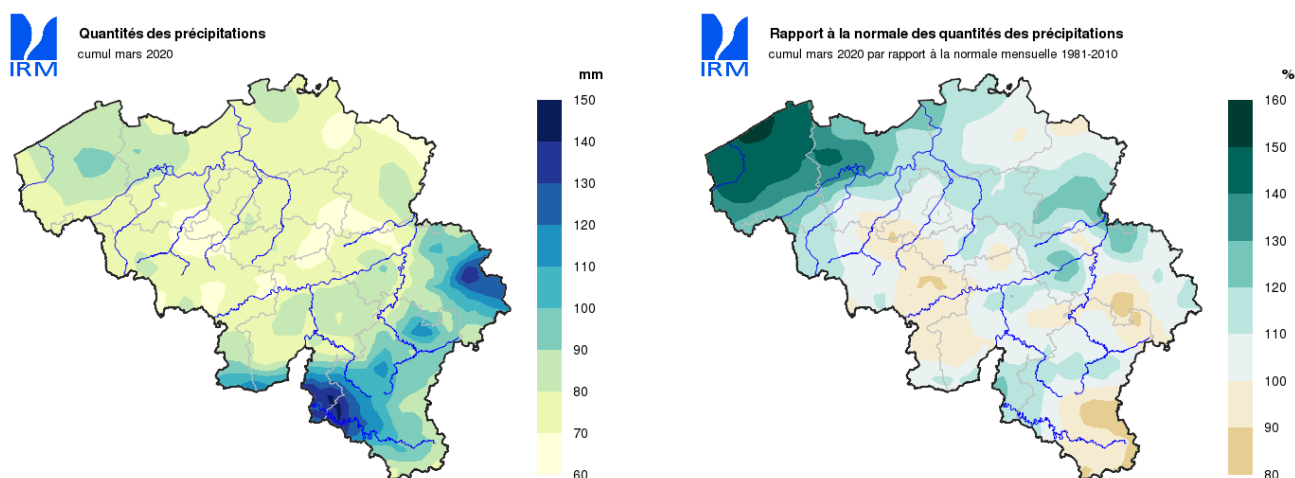 IRM
Quantités des précipitations
cumul mars 2020
mm
150
140
130
120
110
100
90
80
70
60
IRM
Rapport à la normale des quantités des précipitations
cumul mars 2020 par rapport à la normale mensuelle 1981-2010
%
160
150
140
130
120
110
100
90
80